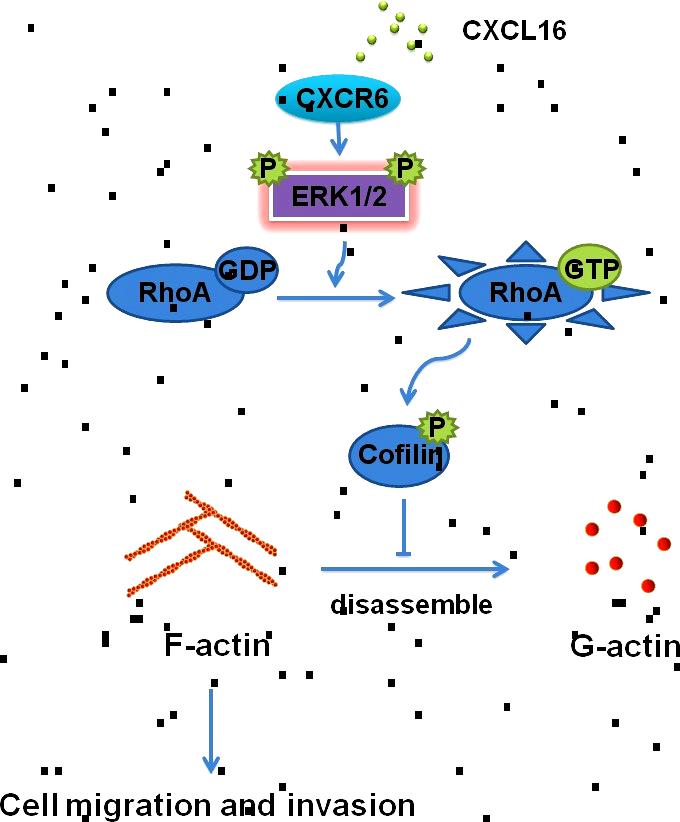 CXCL16
CXCR6
P
P
ERK1/2
GDP
GTP
RhoA
RhoA
P
Cofilin
disassemble
F-actin
G-actin
Cell migration and invasion